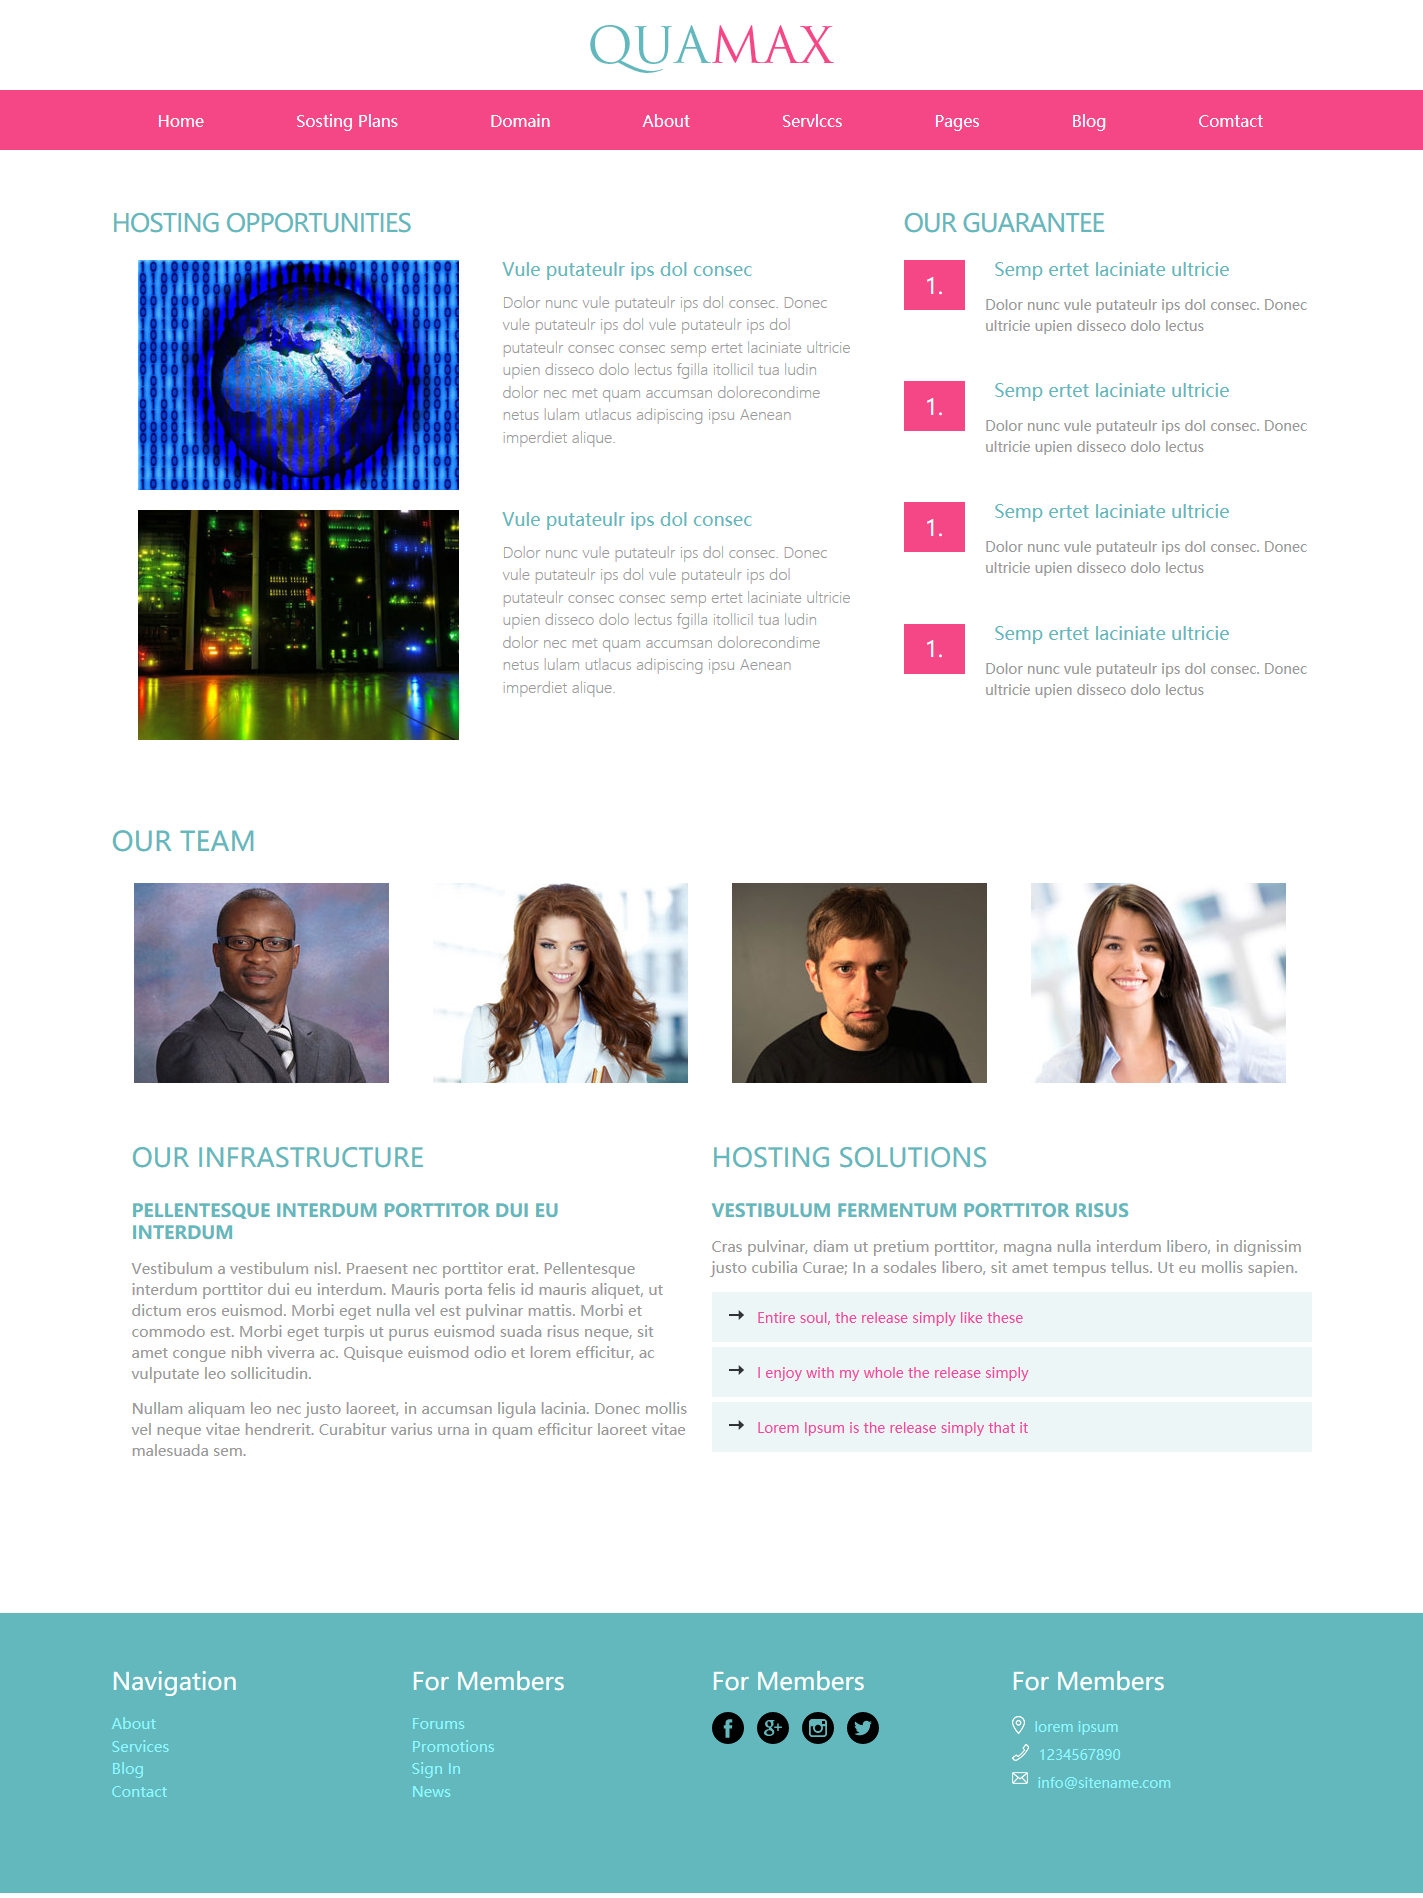 QUAMAX
Home Sosting Plans Domain About Servlccs Pages Blog Comtact
HOSTING OPPORTUNITIES
Vule putateulr ips dol consec
Dolor nunc vule putateulr ips dol consec. Donec
vule putateulr ips dol vule putateulr ips dol
putateulr consec consec semp ertet laciniate ultricie
upien disseco dolo lectus fgilla itollicil tua ludin
dolor nec met quam accumsan dolorecondime
netus lulam utlacus adipiscing ipsu Aenean
imperdiet alique.
Vule putateulr ips dol consec
Dolor nunc vule putateulr ips dol consec. Donec
vule putateulr ips dol vule putateulr ips dol
putateulr consec consec semp ertet laciniate ultricie
upien disseco dolo lectus fgilla itollicil tua ludin
dolor nec met quam accumsan dolorecondime
netus lulam utlacus adipiscing ipsu Aenean
imperdiet alique.
OUR GUARANTEE
1.
Semp ertet laciniate ultricie
Dolor nunc vule putateulr ips dol consec. Donec
ultricie upien disseco dolo lectus
1.
Semp ertet laciniate ultricie
Dolor nunc vule putateulr ips dol consec. Donec
ultricie upien disseco dolo lectus
1.
Semp ertet laciniate ultricie
Dolor nunc vule putateulr ips dol consec. Donec
ultricie upien disseco dolo lectus
1.
Semp ertet laciniate ultricie
Dolor nunc vule putateulr ips dol consec. Donec
ultricie upien disseco dolo lectus
OUR TEAM
OUR INFRASTRUCTURE
PELLENTESQUE INTERDUM PORTTITOR DUI EU
INTERDUM
Vestibulum a vestibulum nisl. Praesent nec porttitor erat. Pellentesque
interdum porttitor dui eu interdum. Mauris porta felis id mauris aliquet, ut
dictum eros euismod. Morbi eget nulla vel est pulvinar mattis. Morbi et
commodo est. Morbi eget turpis ut purus euismod suada risus neque, sit
amet congue nibh viverra ac. Quisque euismod odio et lorem efficitur, ac
vulputate leo sollicitudin.
Nullam aliquam leo nec justo laoreet, in accumsan ligula lacinia. Donec mollis
vel neque vitae hendrerit. Curabitur varius urna in quam efficitur laoreet vitae
malesuada sem.
HOSTING SOLUTIONS
VESTIBULUM FERMENTUM PORTTITOR RISUS
Cras pulvinar, diam ut pretium porttitor, magna nulla interdum libero, in dignissim
justo cubilia Curae; In a sodales libero, sit amet tempus tellus. Ut eu mollis sapien.
Entire soul, the release simply like these
I enjoy with my whole the release simply
Lorem Ipsum is the release simply that it
Navigation
About
Services
Blog
Contact
For Members
Forums
Promotions
Sign In
News
For Members
For Members
lorem ipsum
1234567890
info@sitename.com